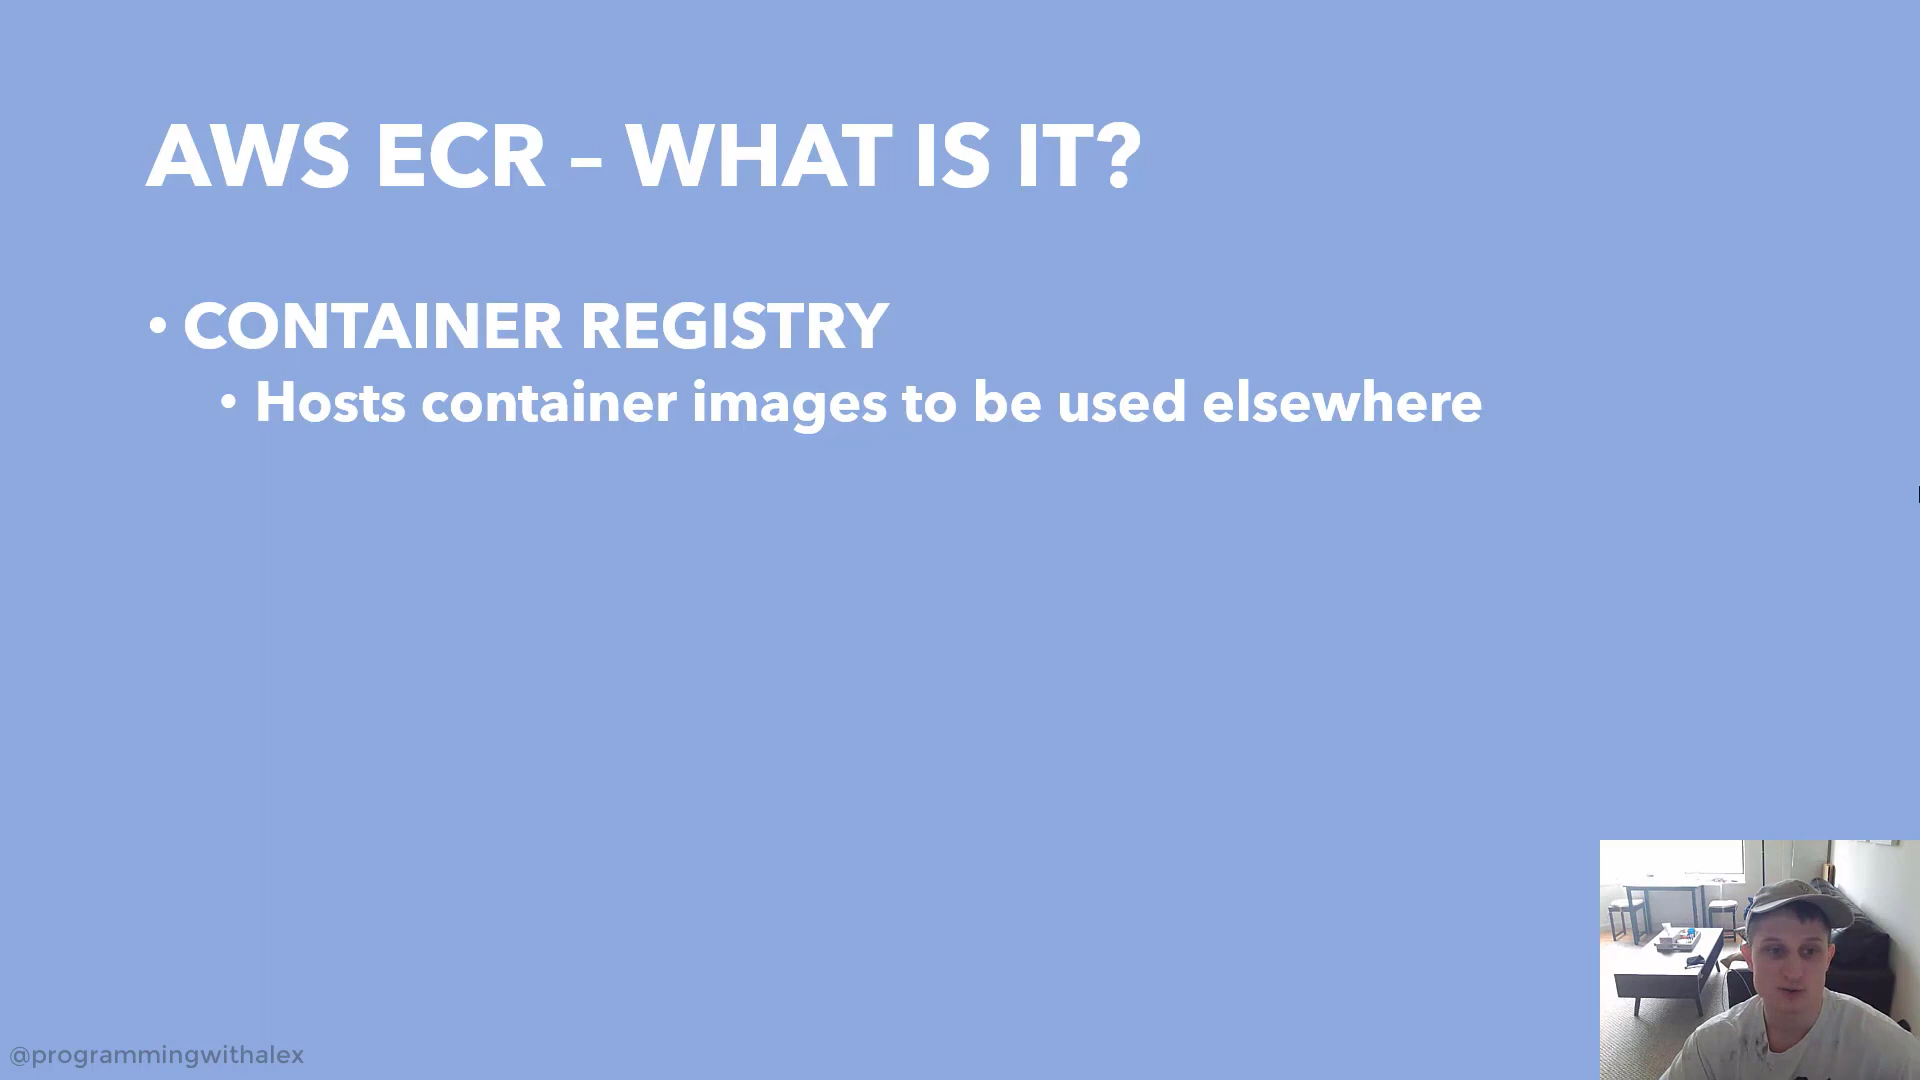 AWS ECR – WHAT IS IT?
• CONTAINER REGISTRY
• Hosts container images to be used elsewhere
@programmingwithalex